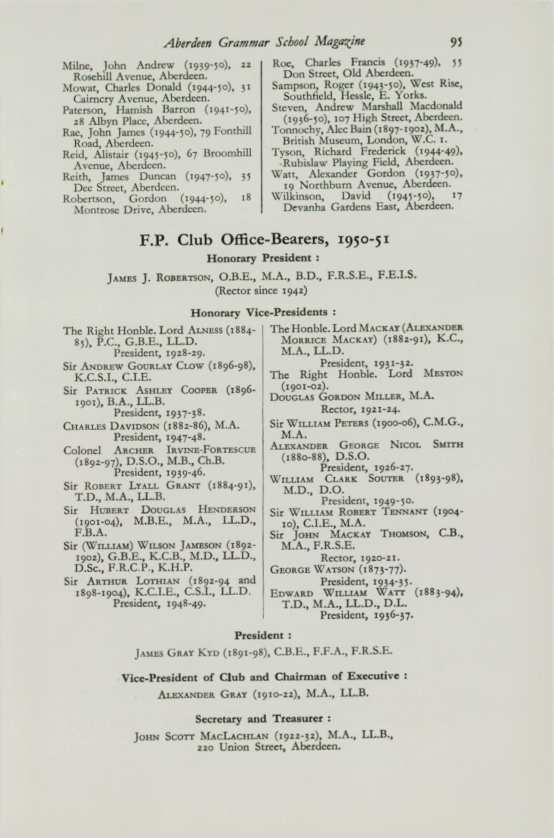 Aberdeen Grammar School Magazine 95
Milne, John Andrew (1939-50), 22
Rosehill Avenue, Aberdeen.
Mowat, Charles Donald (1944-50), 31
Cairncry Avenue, Aberdeen.
Paterson, Hamish Barron (1941-50),
28 Albyn Place, Aberdeen.
Rae, John James (1944-50), 79 Fonthill
Road, Aberdeen.
Reid, Alistair (1945-50), 67 Broomhill
Avenue, Aberdeen.
Reith, James Duncan (1947-50), 35
Dee Street, Aberdeen.
Robertson, Gordon (1944-50), 18
Montrose Drive, Aberdeen.
Roe, Charles Francis (1937-49), 55
Don Street, Old Aberdeen.
Sampson, Roger (1943-50), West Rise,
Southfield, Hessle, E. Yorks.
Steven, Andrew Marshall Macdonald
(1936-50), 107 High Street, Aberdeen.
Tonnochy, Alec Bain (1897-1902), M.A.,
British Museum, London, W.C. 1.
Tyson, Richard Frederick (1944-49),
Rubislaw Playing Field, Aberdeen.
Watt, Alexander Gordon (1937-50),
19 Northburn Avenue, Aberdeen.
Wilkinson, David (1945-50), 17
Devanha Gardens East, Aberdeen.
F.P. Club Office-Bearers, 1950-51
Honorary President :
James J. Robertson, O.B.E., M.A., B.D., F.R.S.E., F.E.I.S.
(Rector since 1942)
Honorary Vice-Presidents :
The Right Honble. Lord Alness (1884-
85), P.C., G.B.E., LL.D.
President, 1928-29.
Sir Andrew Gourlay Clow (1896-98),
K.C.S.I., C.I.E.
Sir Patrick Ashley Cooper (1896-
1901), B.A., LL.B.
President, 1937-38.
Charles Davidson (1882-86), M.A.
President, 1947-48.
Colonel Archer Irvine-Fortescue
(1892-97), D.S.O., M.B., Ch.B.
President, 1939-46.
Sir Robert Lyall Grant (1884-91),
T.D., M.A., LL.B.
Sir Hubert Douglas Henderson
(1901-04), M.B.E., M.A., LL.D.,
F.B.A.
Sir (William) Wilson Jameson (1892-
1902), G.B.E., K.C.B., M.D., LL.D.,
D.Sc., F.R.C.P., K.H.P.
Sir Arthur Lothian (1892-94 and
1898-1904), K.C.I.E., C.S.I., LL.D.
President, 1948-49.
The Honble. Lord Mackay (Alexander
Morrice Mackay) (1882-91), K.C.,
M.A., LL.D.
President, 1931-32.
The Right Honble. Lord Meston
(1901-02).
Douglas Gordon Miller, M.A.
Rector, 1921-24.
Sir William Peters (1900-06), C.M.G.,
M.A.
Alexander George Nicol Smith
(1880-88), D.S.O.
President, 1926-27.
William Clark Souter (1893-98),
M.D., D.O.
President, 1949-50.
Sir William Robert Tennant (1904-
10), C.I.E., M.A.
Sir John Mackay Thomson, C.B.,
M.A., F.R.S.E.
Rector, 1920-21.
George Watson (1873-77).
President, 1934-35.
Edward William Watt (1883-94),
T.D., M.A., LL.D., D.L.
President, 1936-37.
President :
James Gray Kyd (1891-98), C.B.E., F.F.A., F.R.S.E.
Vice-President of Club and Chairman of Executive :
Alexander Gray (1910-22), M.A., LL.B.
Secretary and Treasurer :
John Scott MacLachlan (1922-32), M.A., LL.B.,
220 Union Street, Aberdeen.